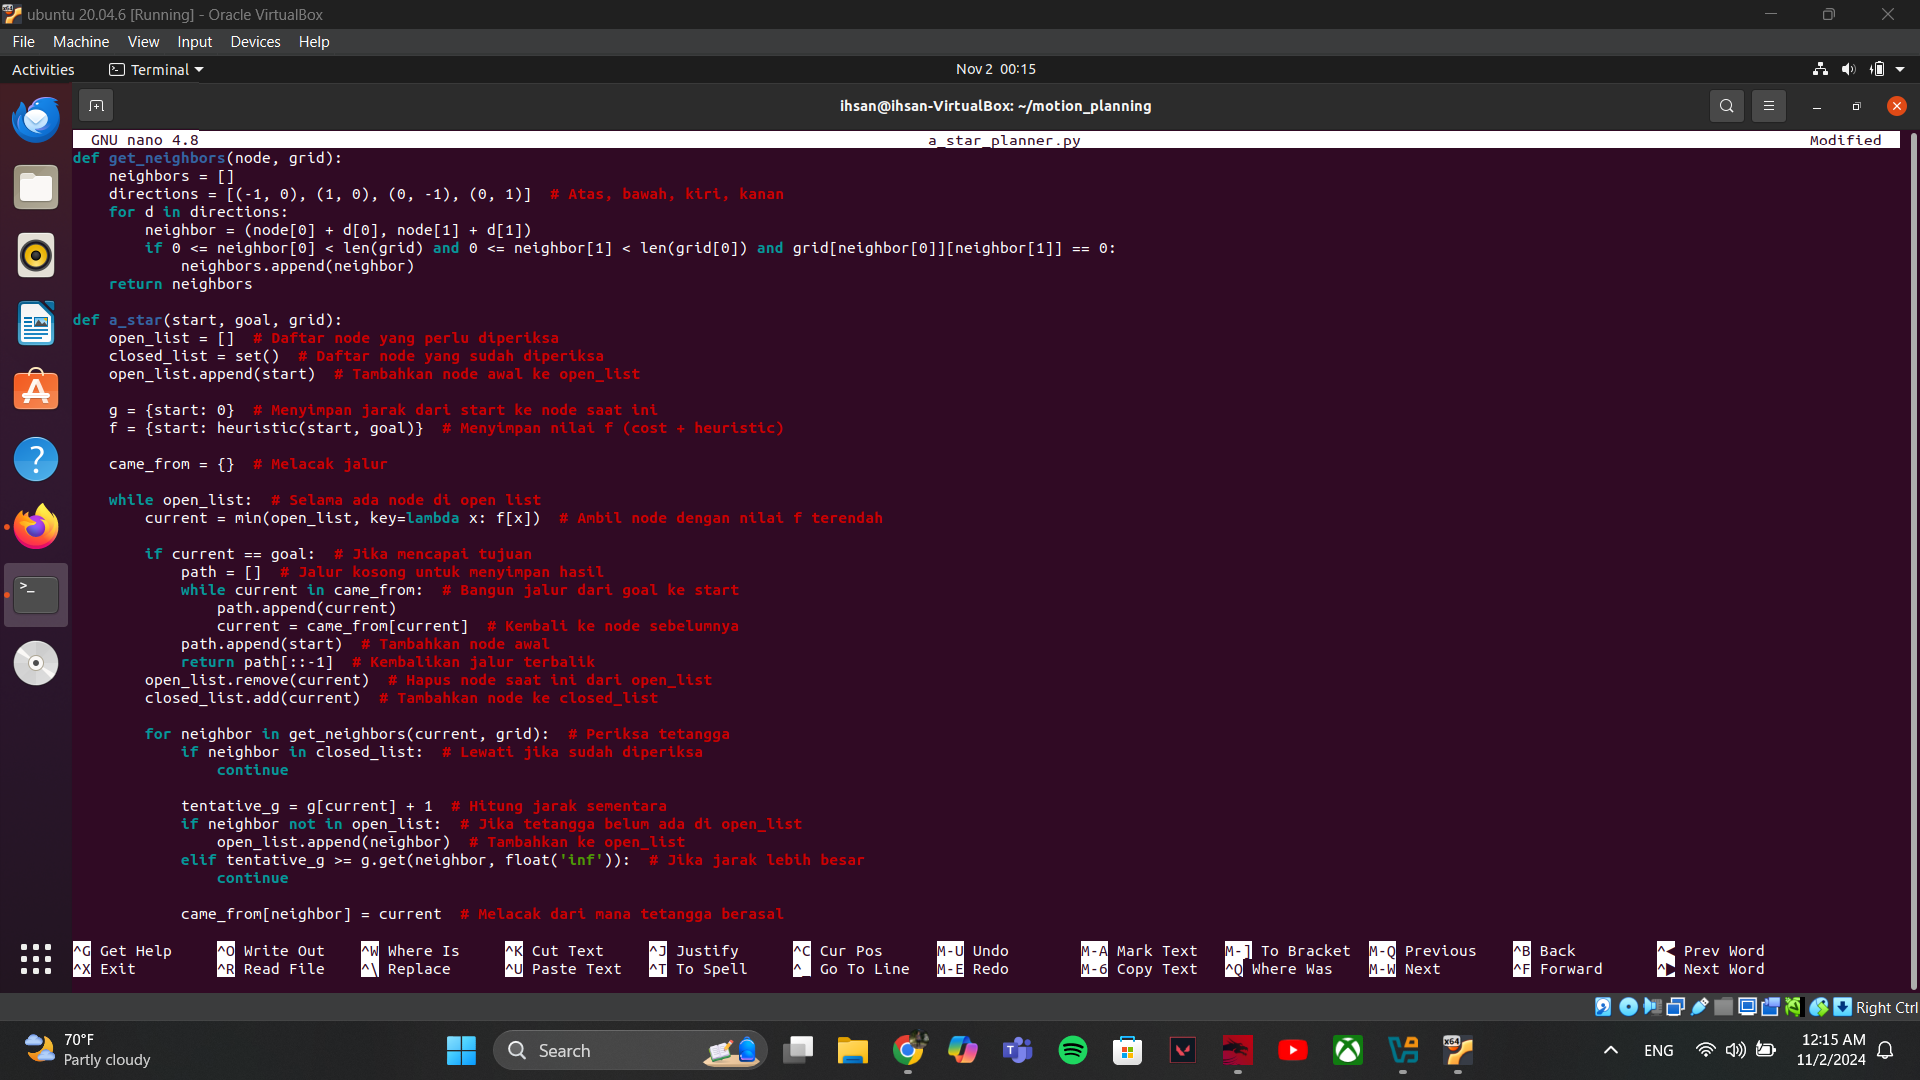 ubuntu 20.04.6 [Running] - Oracle VirtualBox
File Machine View Input Devices Help
Activities Terminal Nov 2 00:15
ihsan@ihsan-VirtualBox: ~/motion_planning
GNU nano 4.8 a_star_planner.py Modified
def get_neighbors(node, grid):
    neighbors = []
    directions = [(-1, 0), (1, 0), (0, -1), (0, 1)]  # Atas, bawah, kiri, kanan
    for d in directions:
        neighbor = (node[0] + d[0], node[1] + d[1])
        if 0 <= neighbor[0] < len(grid) and 0 <= neighbor[1] < len(grid[0]) and grid[neighbor[0]][neighbor[1]] == 0:
            neighbors.append(neighbor)
    return neighbors

def a_star(start, goal, grid):
    open_list = []  # Daftar node yang perlu diperiksa
    closed_list = set()  # Daftar node yang sudah diperiksa
    open_list.append(start)  # Tambahkan node awal ke open_list

    g = {start: 0}  # Menyimpan jarak dari start ke node saat ini
    f = {start: heuristic(start, goal)}  # Menyimpan nilai f (cost + heuristic)

    came_from = {}  # Melacak jalur

    while open_list:  # Selama ada node di open list
        current = min(open_list, key=lambda x: f[x])  # Ambil node dengan nilai f terendah

        if current == goal:  # Jika mencapai tujuan
            path = []  # Jalur kosong untuk menyimpan hasil
            while current in came_from:  # Bangun jalur dari goal ke start
                path.append(current)
                current = came_from[current]  # Kembali ke node sebelumnya
            path.append(start)  # Tambahkan node awal
            return path[::-1]  # Kembalikan jalur terbalik
        open_list.remove(current)  # Hapus node saat ini dari open_list
        closed_list.add(current)  # Tambahkan node ke closed_list

        for neighbor in get_neighbors(current, grid):  # Periksa tetangga
            if neighbor in closed_list:  # Lewati jika sudah diperiksa
                continue

            tentative_g = g[current] + 1  # Hitung jarak sementara
            if neighbor not in open_list:  # Jika tetangga belum ada di open_list
                open_list.append(neighbor)  # Tambahkan ke open_list
            elif tentative_g >= g.get(neighbor, float('inf')):  # Jika jarak lebih besar
                continue

            came_from[neighbor] = current  # Melacak dari mana tetangga berasal
^G Get Help ^O Write Out ^W Where Is ^K Cut Text ^J Justify ^C Cur Pos M-U Undo M-A Mark Text M-] To Bracket M-Q Previous ^B Back ^◀ Prev Word
^X Exit ^R Read File ^\ Replace ^U Paste Text ^T To Spell ^_ Go To Line M-E Redo M-6 Copy Text ^Q Where Was M-W Next ^F Forward ^▶ Next Word
Right Ctrl
70°F
Partly cloudy
Search
ENG
12:15 AM
11/2/2024